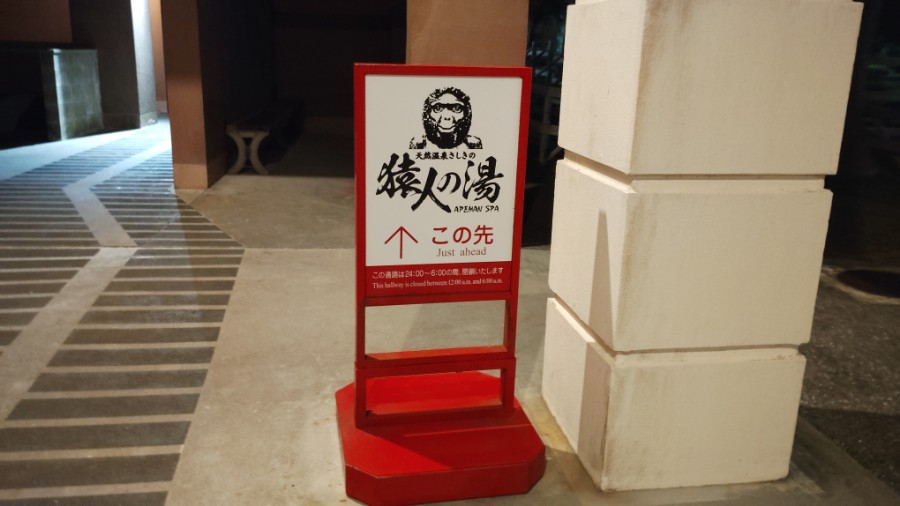 天然温泉さしきの
猿人の湯
APEMAN SPA
↑ この先
Just ahead
この通路は24:00〜6:00の間、閉鎖いたします
This hallway is closed between 12:00 a.m. and 6:00 a.m.